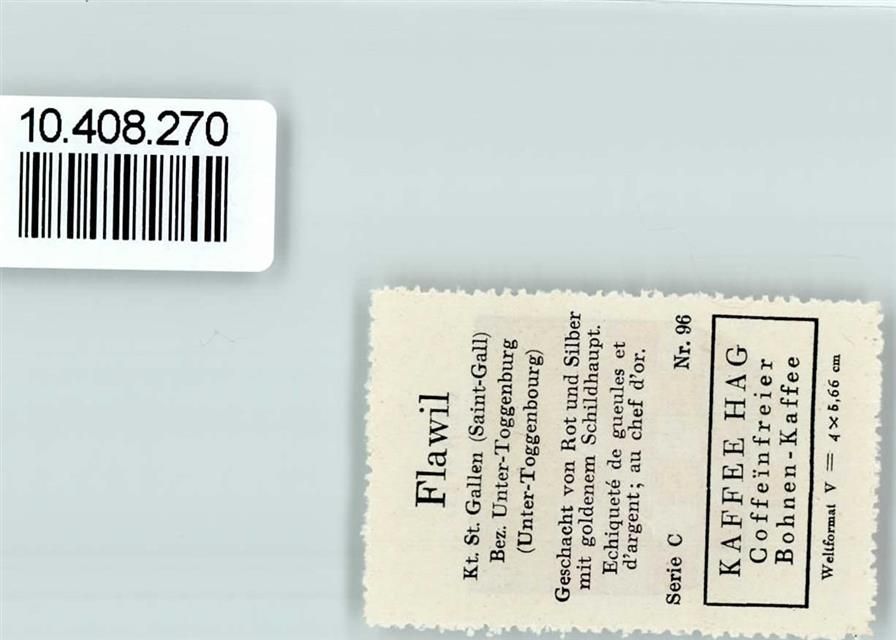 10.408.270
Flawil
Kt. St. Gallen (Saint-Gall)
Bez. Unter-Toggenburg
(Unter-Toggenbourg)
Geschacht von Rot und Silber
mit goldenem Schildhaupt.
Echiqueté de gueules et
d'argent; au chef d'or.
Serie C Nr. 96
KAFFEE HAG
Coffeïnfreier
Bohnen-Kaffee
Weltformat V = 4 × 5,66 cm